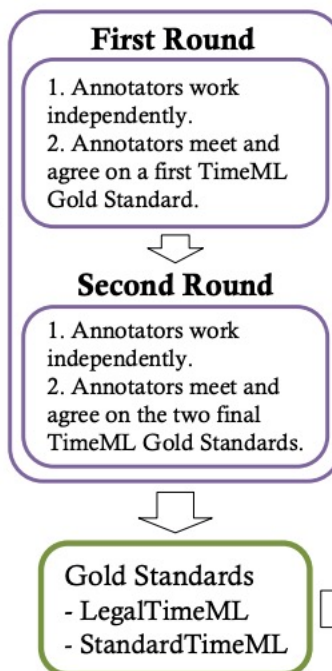 First Round
1. Annotators work
independently.
2. Annotators meet and
agree on a first TimeML
Gold Standard.
Second Round
1. Annotators work
independently.
2. Annotators meet and
agree on the two final
TimeML Gold Standards.
Gold Standards
- LegalTimeML
- StandardTimeML